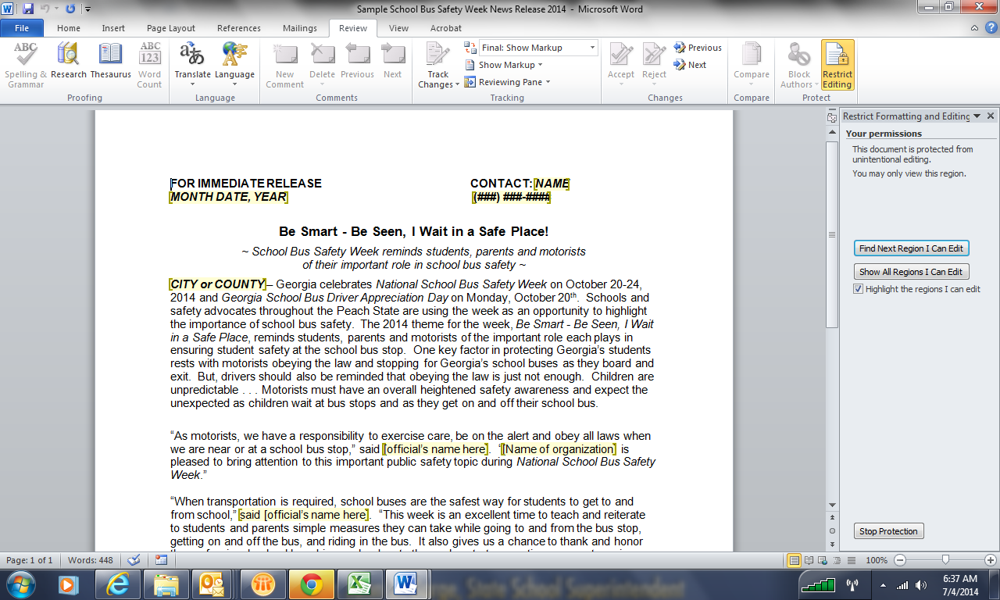 Sample School Bus Safety Week News Release 2014 - Microsoft Word
File Home Insert Page Layout References Mailings Review View Acrobat
ABC Spelling & Grammar
Research
Thesaurus
ABC 123 Word Count
Translate
Language
New Comment
Delete
Previous
Next
Track Changes
Final: Show Markup
Show Markup
Reviewing Pane
Accept
Reject
Previous
Next
Compare
Block Authors
Restrict Editing
Proofing Language Comments Tracking Changes Compare Protect
FOR IMMEDIATE RELEASE CONTACT: NAME
MONTH DATE, YEAR (###) ###-####
Be Smart - Be Seen, I Wait in a Safe Place!
~ School Bus Safety Week reminds students, parents and motorists
of their important role in school bus safety ~
CITY or COUNTY – Georgia celebrates National School Bus Safety Week on October 20-24,
2014 and Georgia School Bus Driver Appreciation Day on Monday, October 20th. Schools and
safety advocates throughout the Peach State are using the week as an opportunity to highlight
the importance of school bus safety. The 2014 theme for the week, Be Smart - Be Seen, I Wait
in a Safe Place, reminds students, parents and motorists of the important role each plays in
ensuring student safety at the school bus stop. One key factor in protecting Georgia’s students
rests with motorists obeying the law and stopping for Georgia’s school buses as they board and
exit. But, drivers should also be reminded that obeying the law is just not enough. Children are
unpredictable . . . Motorists must have an overall heightened safety awareness and expect the
unexpected as children wait at bus stops and as they get on and off their school bus.
“As motorists, we have a responsibility to exercise care, be on the alert and obey all laws when
we are near or at a school bus stop,” said [official’s name here]. “[Name of organization] is
pleased to bring attention to this important public safety topic during National School Bus Safety
Week.”
“When transportation is required, school buses are the safest way for students to get to and
from school,” said [official’s name here]. “This week is an excellent time to teach and reiterate
to students and parents simple measures they can take while going to and from the bus stop,
getting on and off the bus, and riding in the bus. It also gives us a chance to thank and honor
Restrict Formatting and Editing
Your permissions
This document is protected from
unintentional editing.
You may only view this region.
Find Next Region I Can Edit
Show All Regions I Can Edit
Highlight the regions I can edit
Stop Protection
Page: 1 of 1 Words: 448 100%
6:37 AM
7/4/2014